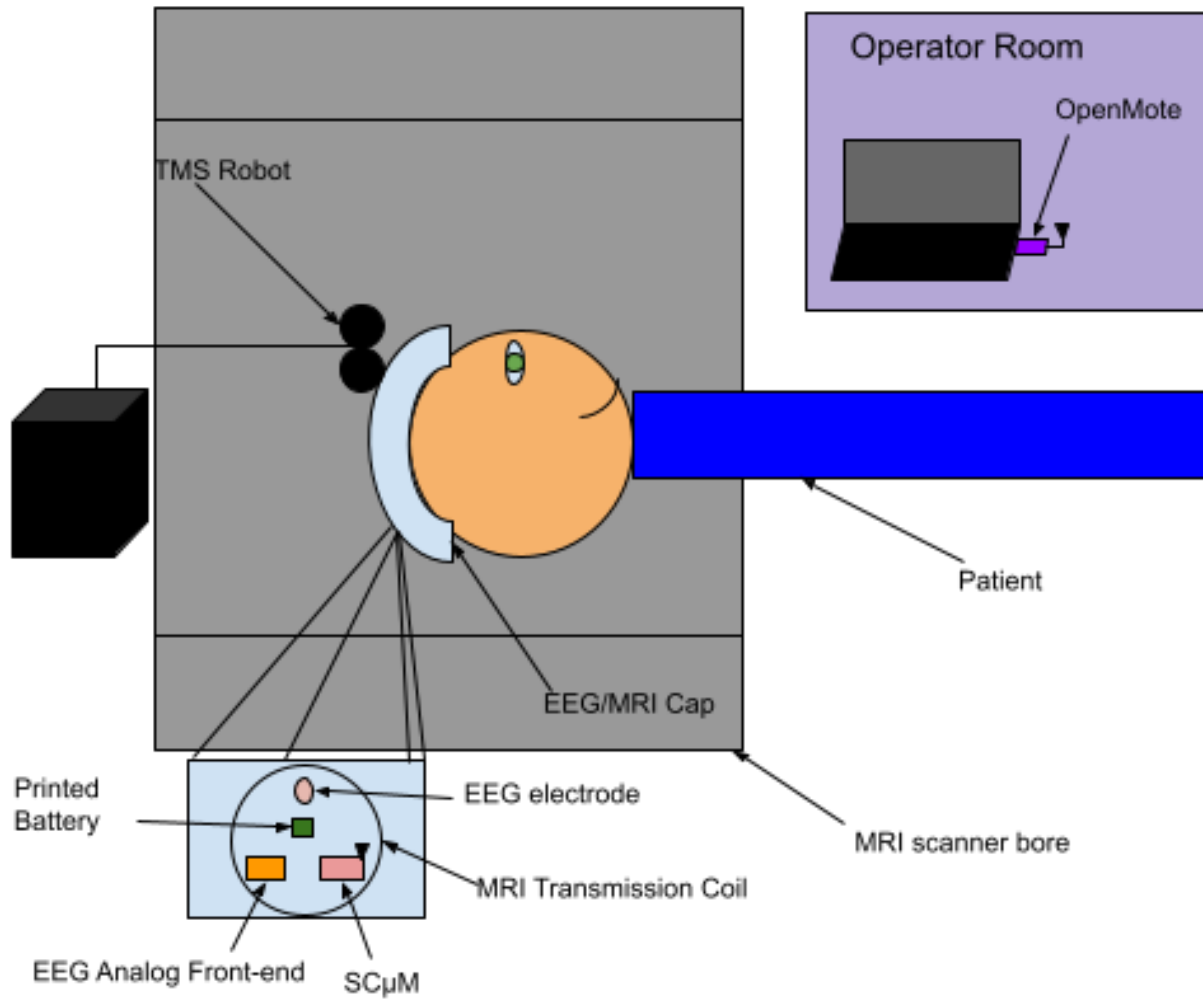 Operator Room
OpenMote
TMS Robot
Patient
EEG/MRI Cap
Printed
Battery
EEG electrode
MRI scanner bore
MRI Transmission Coil
EEG Analog Front-end
SCµM